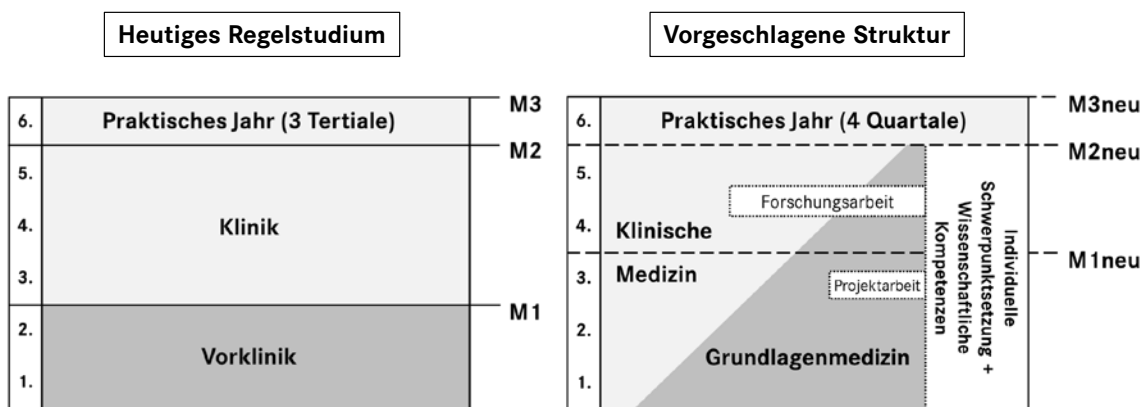 Heutiges Regelstudium
6.
5.
4.
3.
2.
1.
Praktisches Jahr (3 Tertiale)
Klinik
Vorklinik
M3
M2
M1
Vorgeschlagene Struktur
6.
5.
4.
3.
2.
1.
Praktisches Jahr (4 Quartale)
Forschungsarbeit
Klinische
Medizin
Projektarbeit
Grundlagenmedizin
Individuelle
Schwerpunktsetzung +
Wissenschaftliche
Kompetenzen
M3neu
M2neu
M1neu